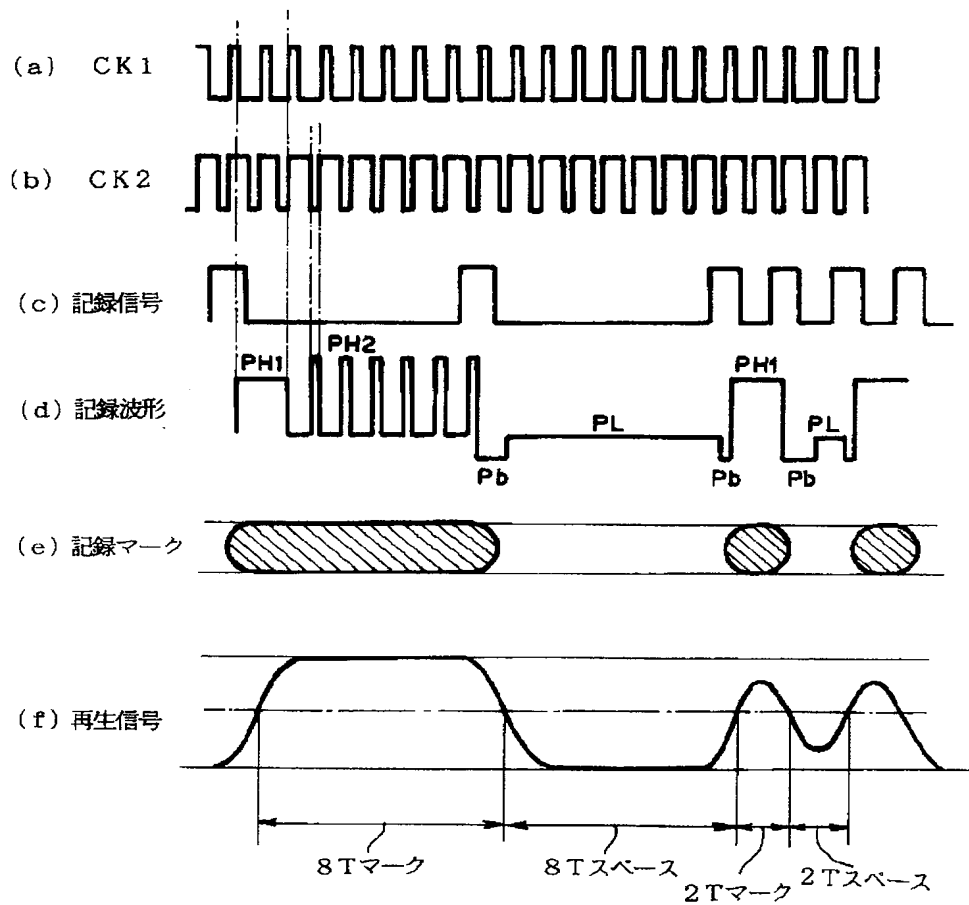 (a) CK1
(b) CK2
(c) 記録信号
PH1
PH2
PH1
(d) 記録波形
PL
PL
Pb
Pb
Pb
(e) 記録マーク
(f) 再生信号
8Tマーク
8Tスペース
2Tマーク
2Tスペース